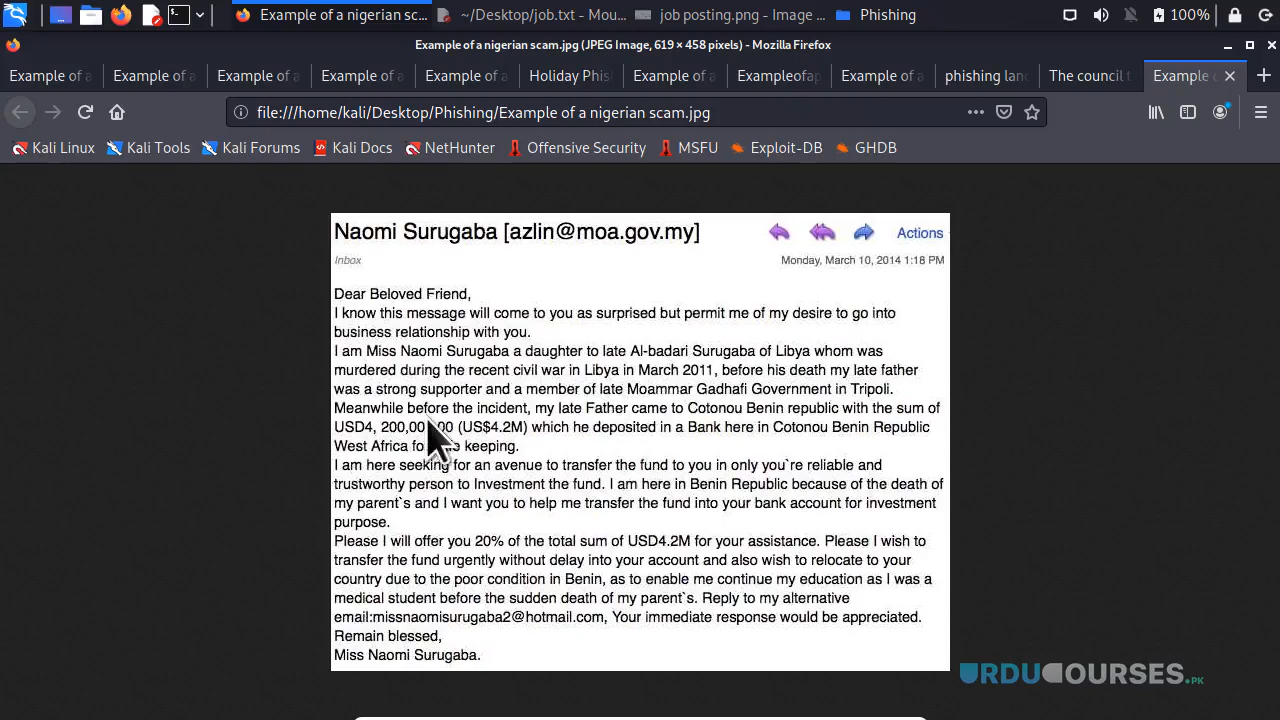 Example of a nigerian sc...
~/Desktop/job.txt - Mou...
job posting.png - Image ...
Phishing
100%
Example of a nigerian scam.jpg (JPEG Image, 619 × 458 pixels) - Mozilla Firefox
Example of a
Example of a
Example of a
Example of a
Example of a
Holiday Phis
Example of a
Exampleofap
Example of a
phishing lan
The council t
Example o
file:///home/kali/Desktop/Phishing/Example of a nigerian scam.jpg
Kali Linux
Kali Tools
Kali Forums
Kali Docs
NetHunter
Offensive Security
MSFU
Exploit-DB
GHDB
Naomi Surugaba [azlin@moa.gov.my]
Actions
Inbox
Monday, March 10, 2014 1:18 PM
Dear Beloved Friend,
I know this message will come to you as surprised but permit me of my desire to go into
business relationship with you.
I am Miss Naomi Surugaba a daughter to late Al-badari Surugaba of Libya whom was
murdered during the recent civil war in Libya in March 2011, before his death my late father
was a strong supporter and a member of late Moammar Gadhafi Government in Tripoli.
Meanwhile before the incident, my late Father came to Cotonou Benin republic with the sum of
USD4, (US$4.2M) which he deposited in a Bank here in Cotonou Benin Republic
West Africa keeping.
I am here seeking for an avenue to transfer the fund to you in only you`re reliable and
trustworthy person to Investment the fund. I am here in Benin Republic because of the death of
my parent`s and I want you to help me transfer the fund into your bank account for investment
purpose.
Please I will offer you 20% of the total sum of USD4.2M for your assistance. Please I wish to
transfer the fund urgently without delay into your account and also wish to relocate to your
country due to the poor condition in Benin, as to enable me continue my education as I was a
medical student before the sudden death of my parent`s. Reply to my alternative
email:missnaomisurugaba2@hotmail.com, Your immediate response would be appreciated.
Remain blessed,
Miss Naomi Surugaba.
URDUCOURSES.PK